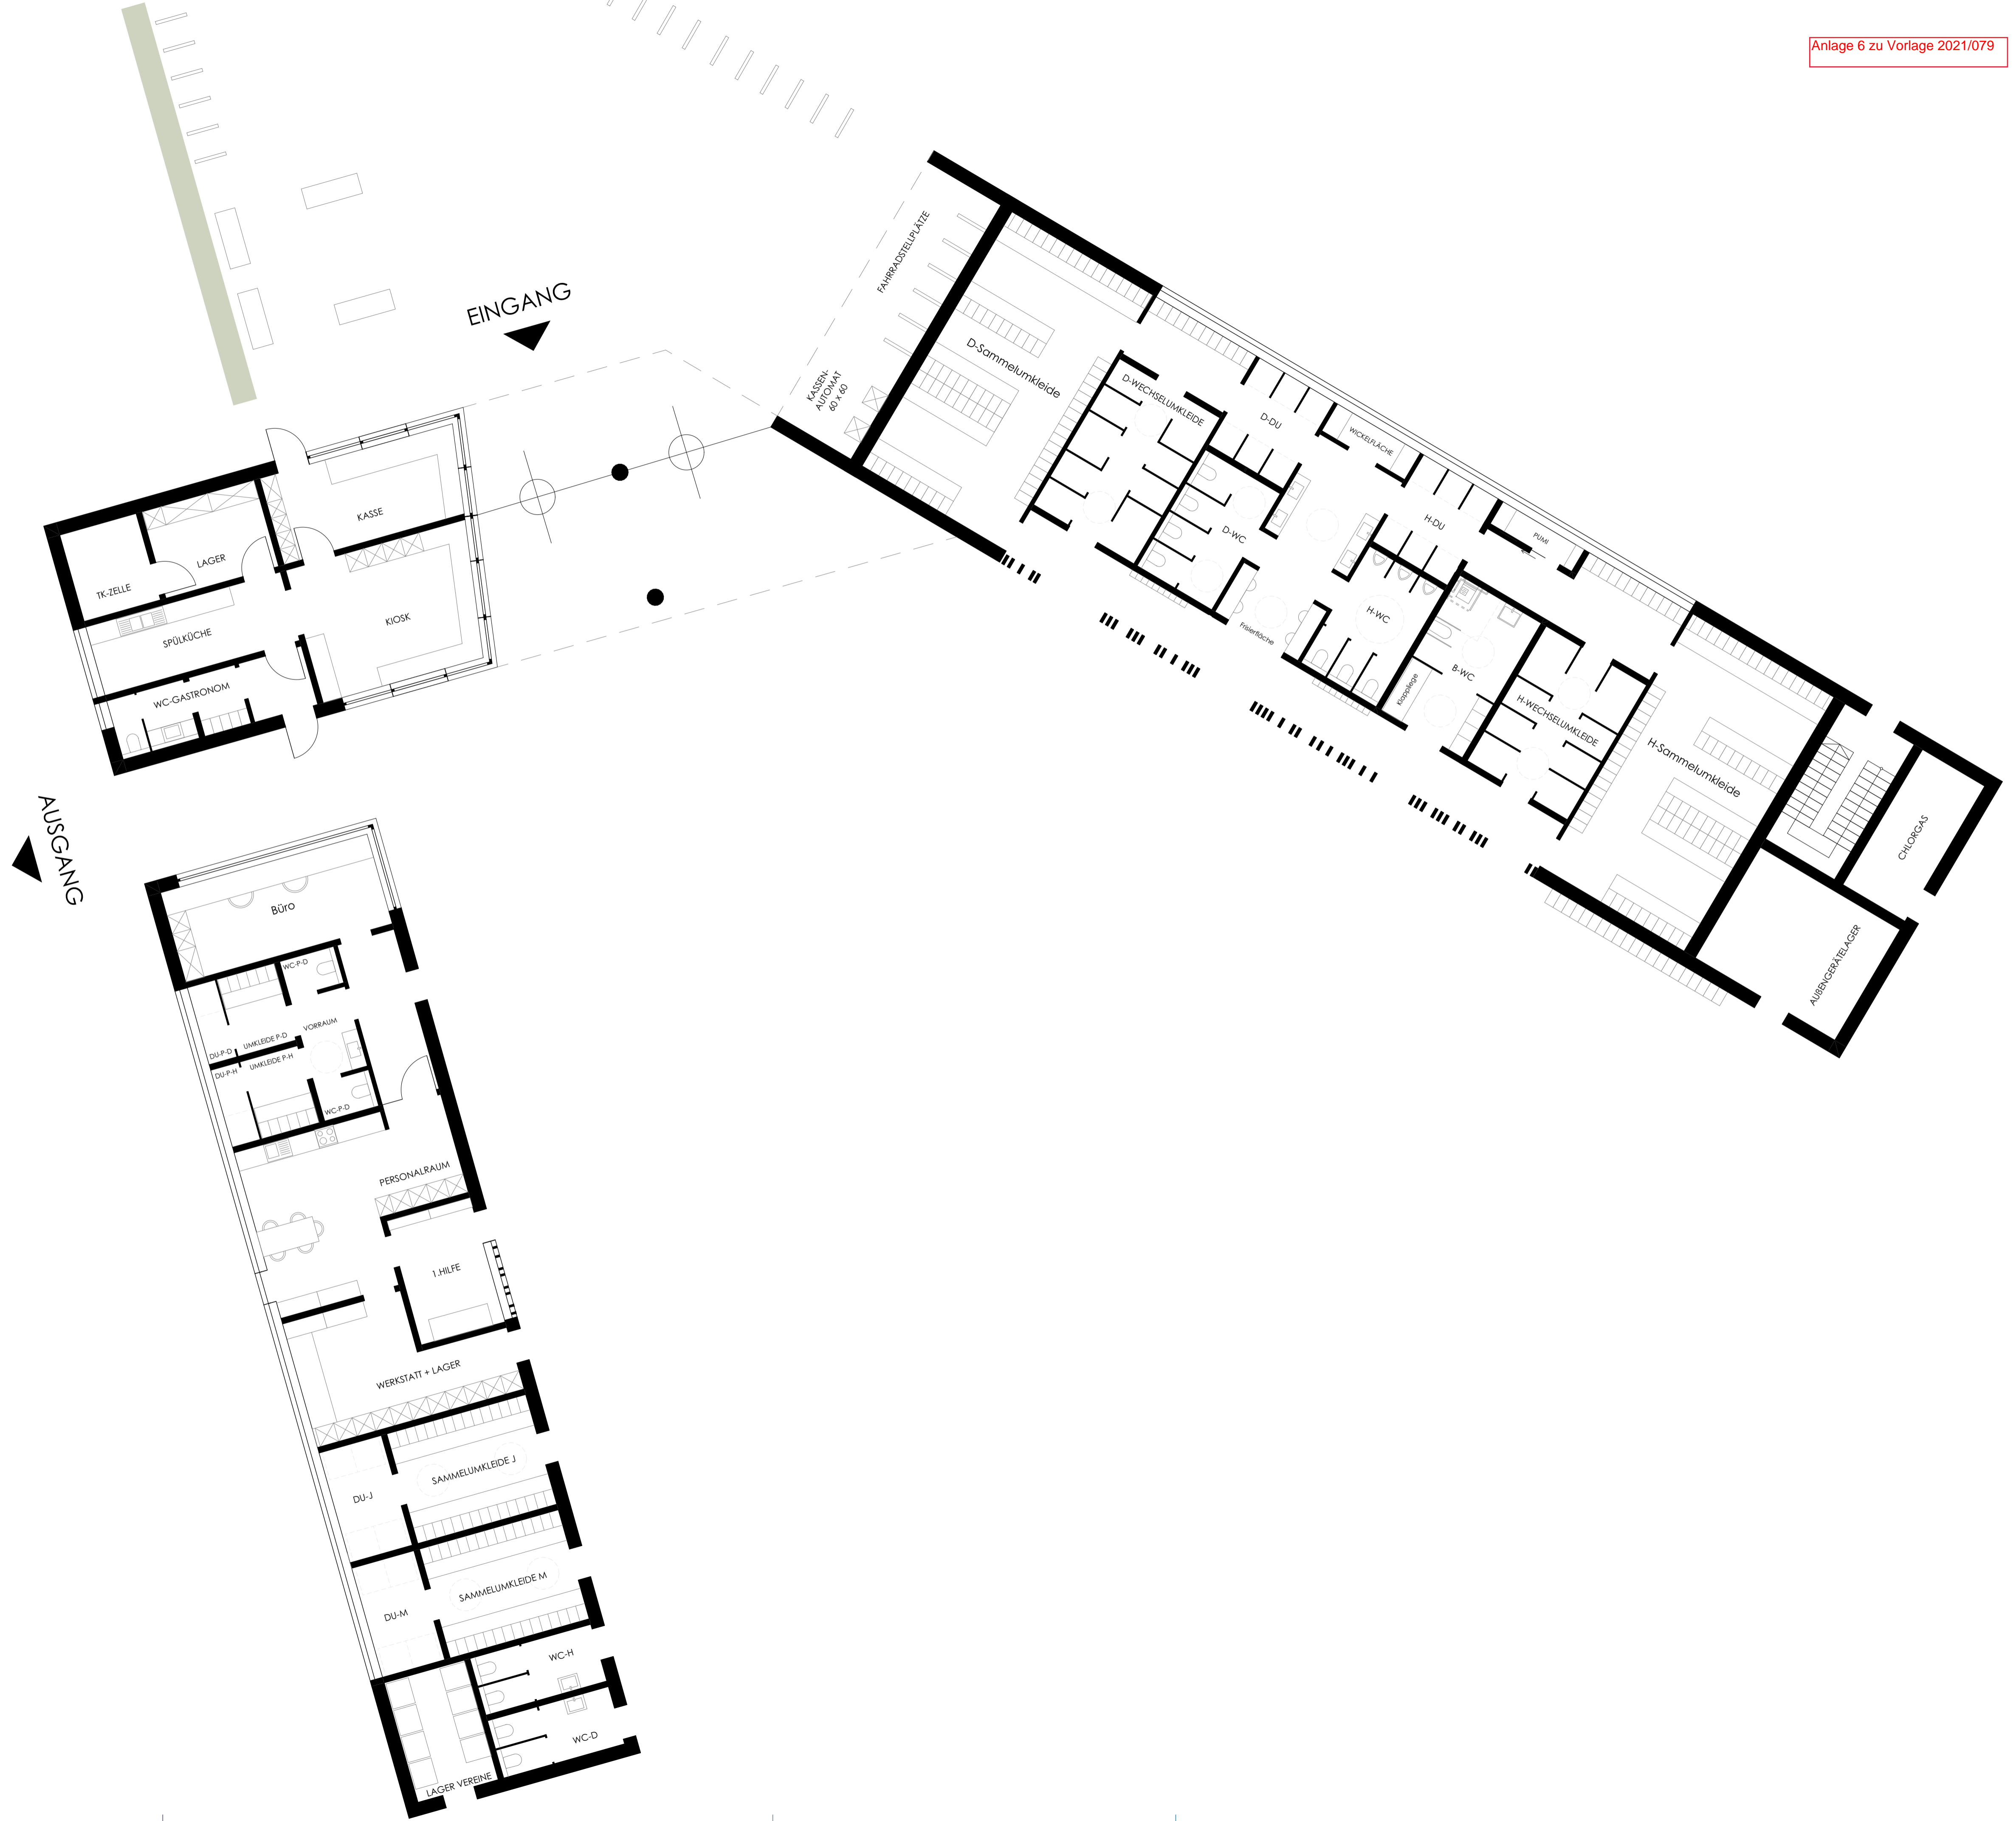 Anlage 6 zu Vorlage 2021/079
EINGANG
FAHRRADSTELLPLÄTZE
KASSEN-
AUTOMAT
60 x 60
D-Sammelumkleide
D-WECHSELUMKLEIDE
D-DU
WICKELFLÄCHE
D-WC
H-DU
PUMI
Frisierfläche
H-WC
B-WC
Klappliege
H-WECHSELUMKLEIDE
H-Sammelumkleide
CHLORGAS
AUßENGERÄTELAGER
KASSE
LAGER
TK-ZELLE
KIOSK
SPÜLKÜCHE
WC-GASTRONOM
AUSGANG
Büro
WC-P-D
VORRAUM
UMKLEIDE P-D
DU-P-D
UMKLEIDE P-H
DU-P-H
WC-P-D
PERSONALRAUM
1.HILFE
WERKSTATT + LAGER
SAMMELUMKLEIDE J
DU-J
SAMMELUMKLEIDE M
DU-M
WC-H
WC-D
LAGER VEREINE